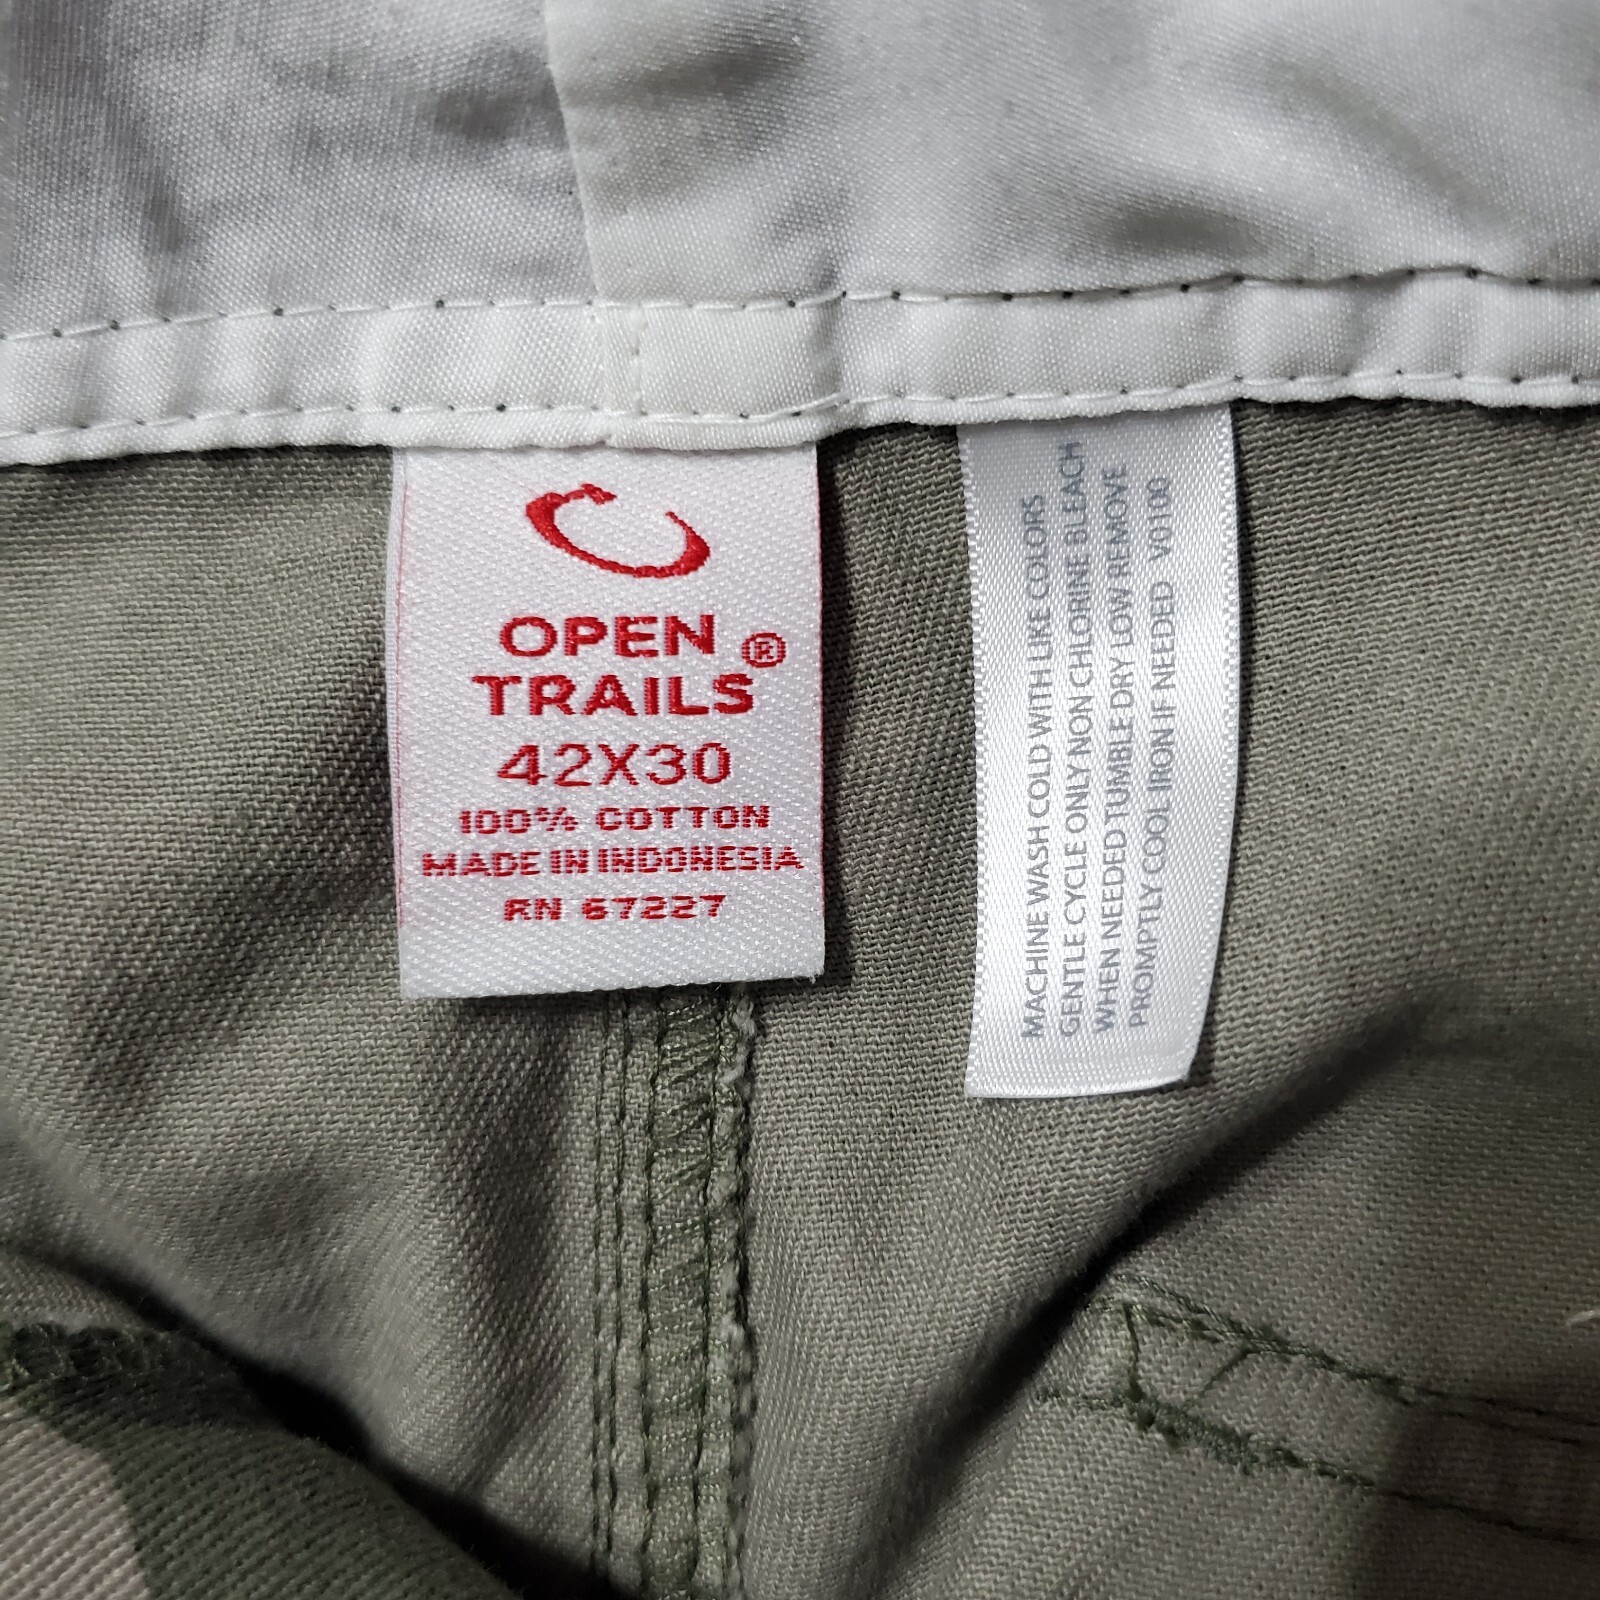 OPEN
TRAILS®
42X30
100% COTTON
MADE IN INDONESIA
RN 67227
MACHINE WASH COLD WITH LIKE COLORS
GENTLE CYCLE ONLY NON CHLORINE BLEACH
WHEN NEEDED TUMBLE DRY LOW REMOVE
PROMPTLY COOL IRON IF NEEDED V0100